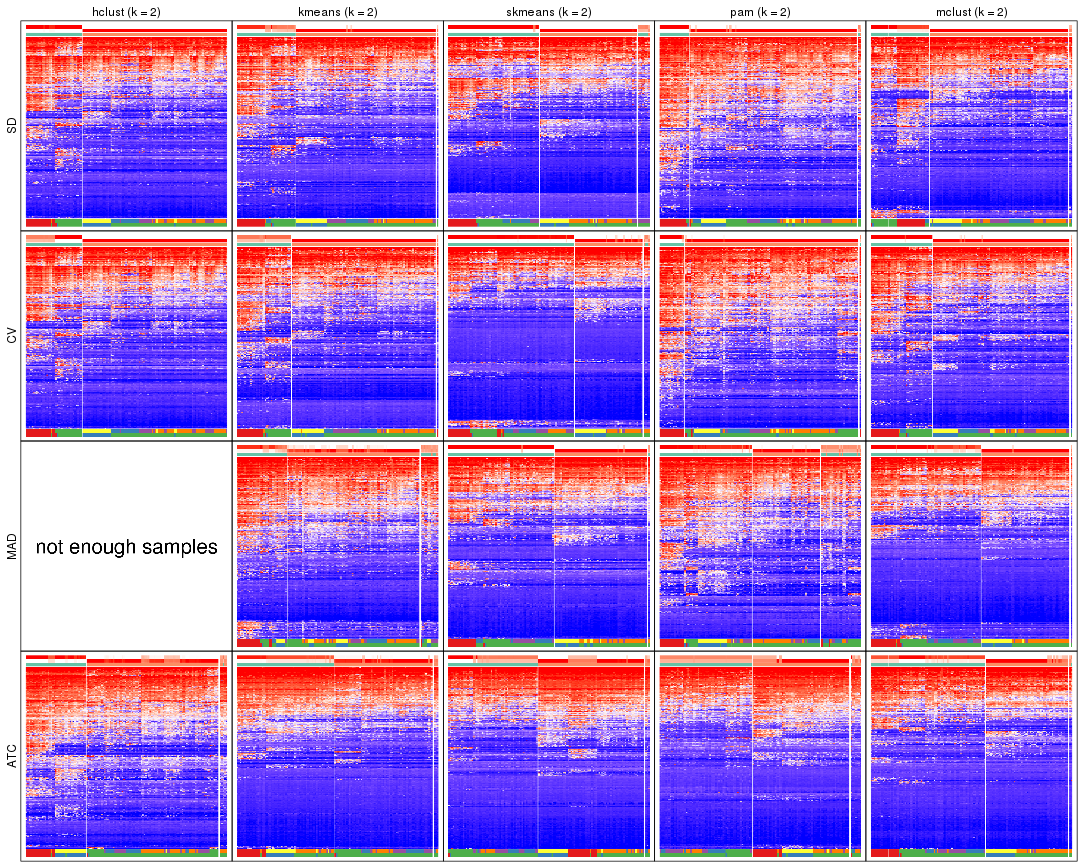 hclust (k = 2)
kmeans (k = 2)
skmeans (k = 2)
pam (k = 2)
mclust (k = 2)
SD
CV
MAD
not enough samples
ATC